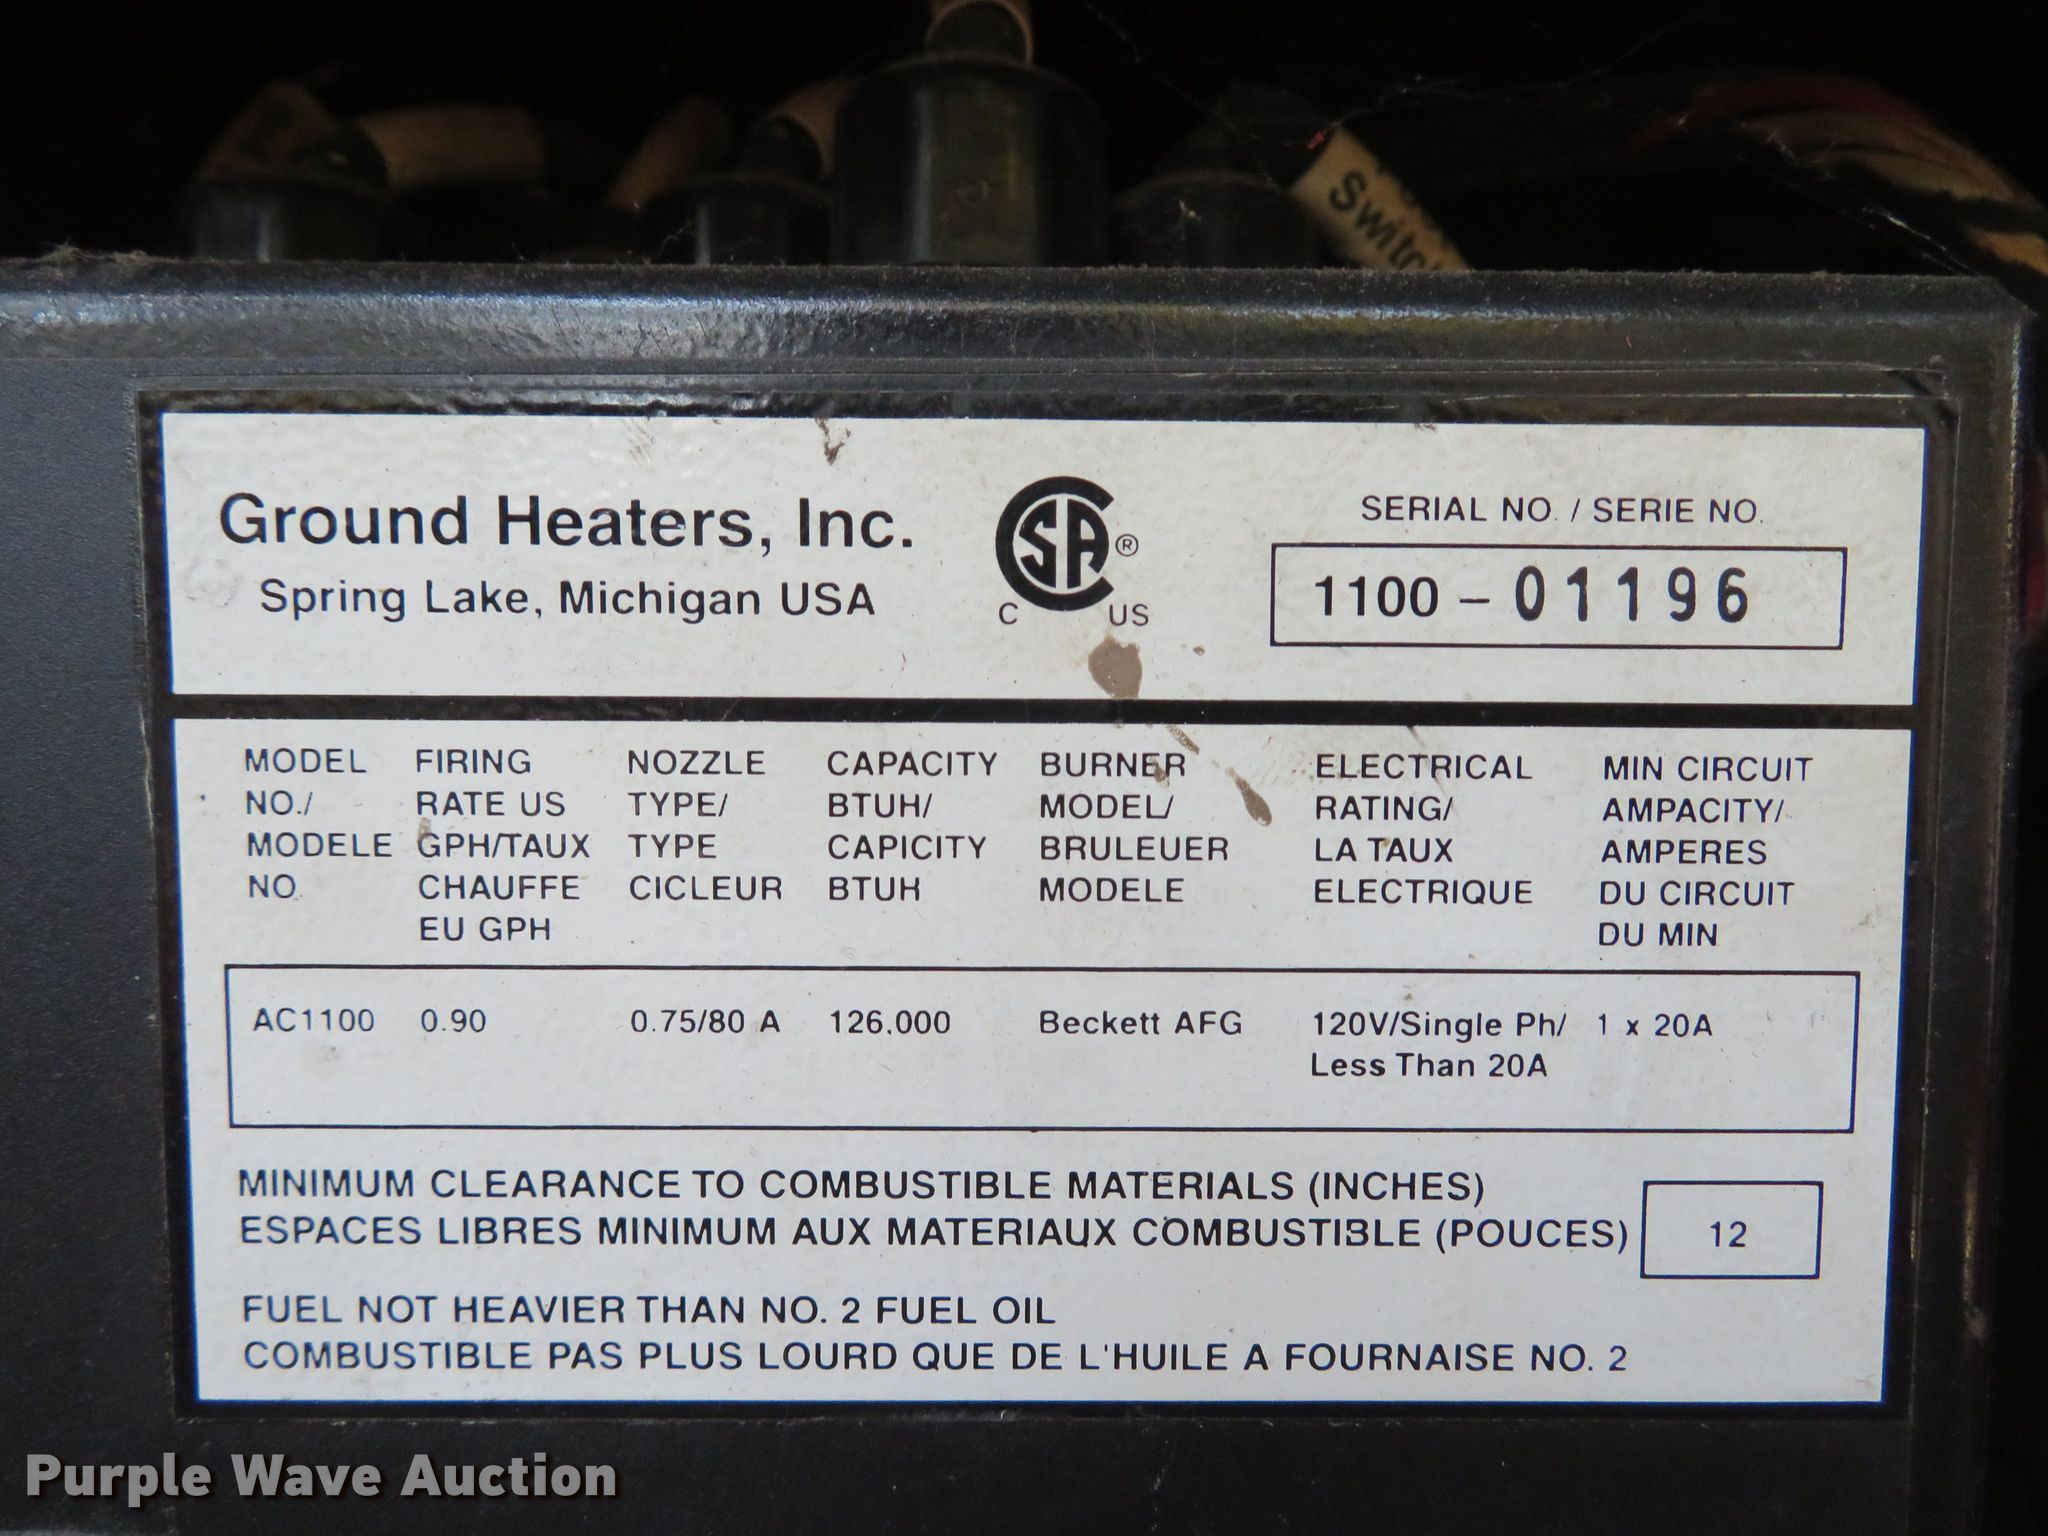 Switch
Ground Heaters, Inc.
Spring Lake, Michigan USA
CSA®
C US
SERIAL NO. / SERIE NO.
1100 - 01196
MODEL NO./ MODELE NO.
FIRING RATE US GPH/TAUX CHAUFFE EU GPH
NOZZLE TYPE/ TYPE CICLEUR
CAPACITY BTUH/ CAPICITY BTUH
BURNER MODEL/ BRULEUER MODELE
ELECTRICAL RATING/ LA TAUX ELECTRIQUE
MIN CIRCUIT AMPACITY/ AMPERES DU CIRCUIT DU MIN
AC1100 0.90 0.75/80 A 126,000 Beckett AFG 120V/Single Ph/ 1 x 20A
Less Than 20A
MINIMUM CLEARANCE TO COMBUSTIBLE MATERIALS (INCHES)
ESPACES LIBRES MINIMUM AUX MATERIAUX COMBUSTIBLE (POUCES) 12
FUEL NOT HEAVIER THAN NO. 2 FUEL OIL
COMBUSTIBLE PAS PLUS LOURD QUE DE L'HUILE A FOURNAISE NO. 2
Purple Wave Auction